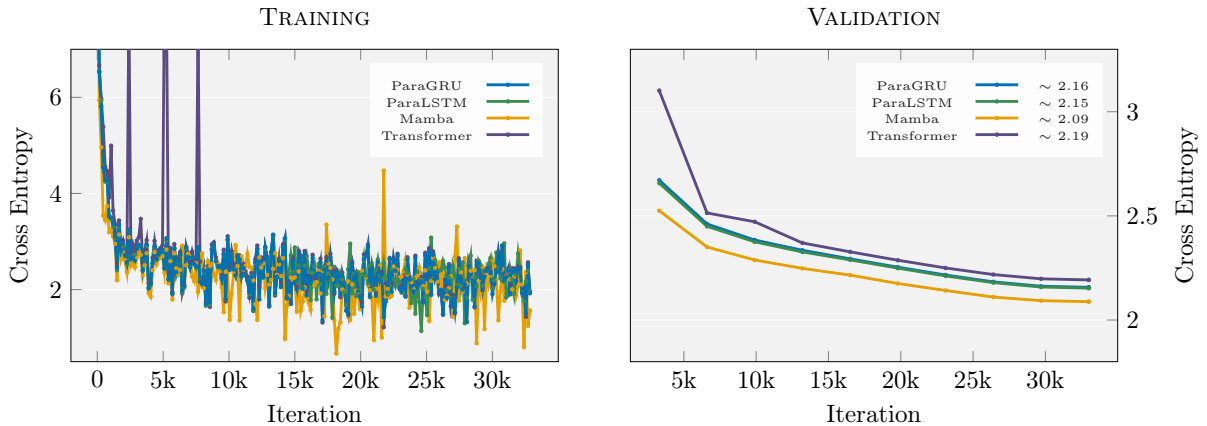 TRAINING
6
4
2
Cross Entropy
ParaGRU
ParaLSTM
Mamba
Transformer
0 5k 10k 15k 20k 25k 30k
Iteration
VALIDATION
ParaGRU ∼ 2.16
ParaLSTM ∼ 2.15
Mamba ∼ 2.09
Transformer ∼ 2.19
3
2.5
2
Cross Entropy
5k 10k 15k 20k 25k 30k
Iteration